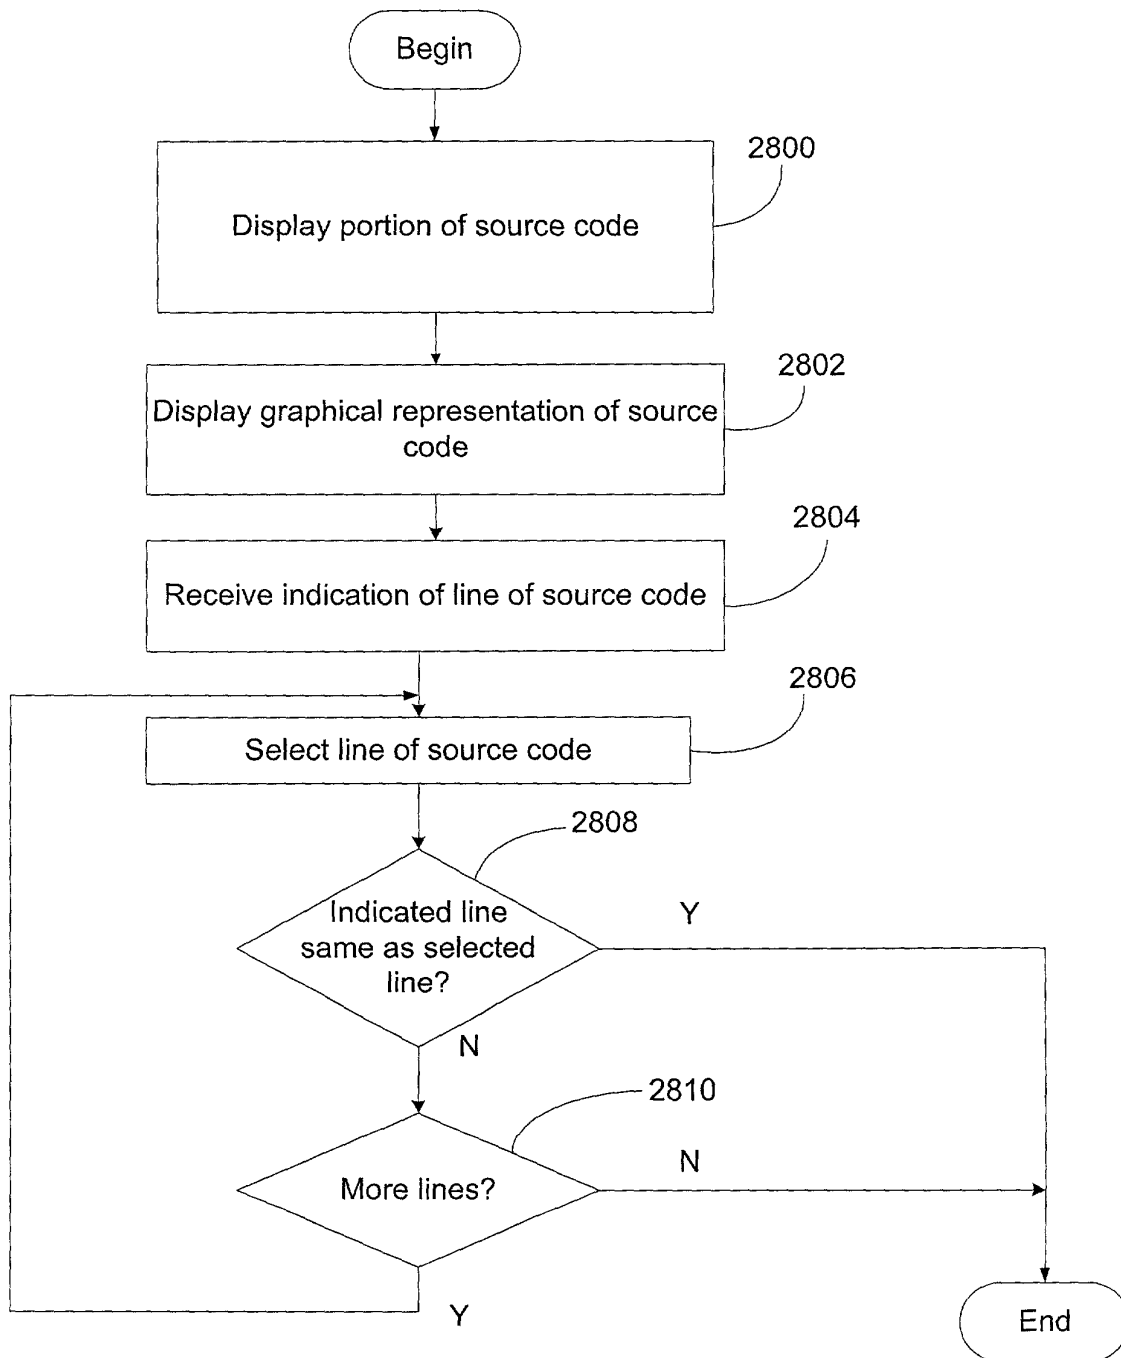 Begin
2800
Display portion of source code
2802
Display graphical representation of source
code
2804
Receive indication of line of source code
2806
Select line of source code
2808
Indicated line
same as selected
line?
Y
N
2810
More lines?
N
Y
End